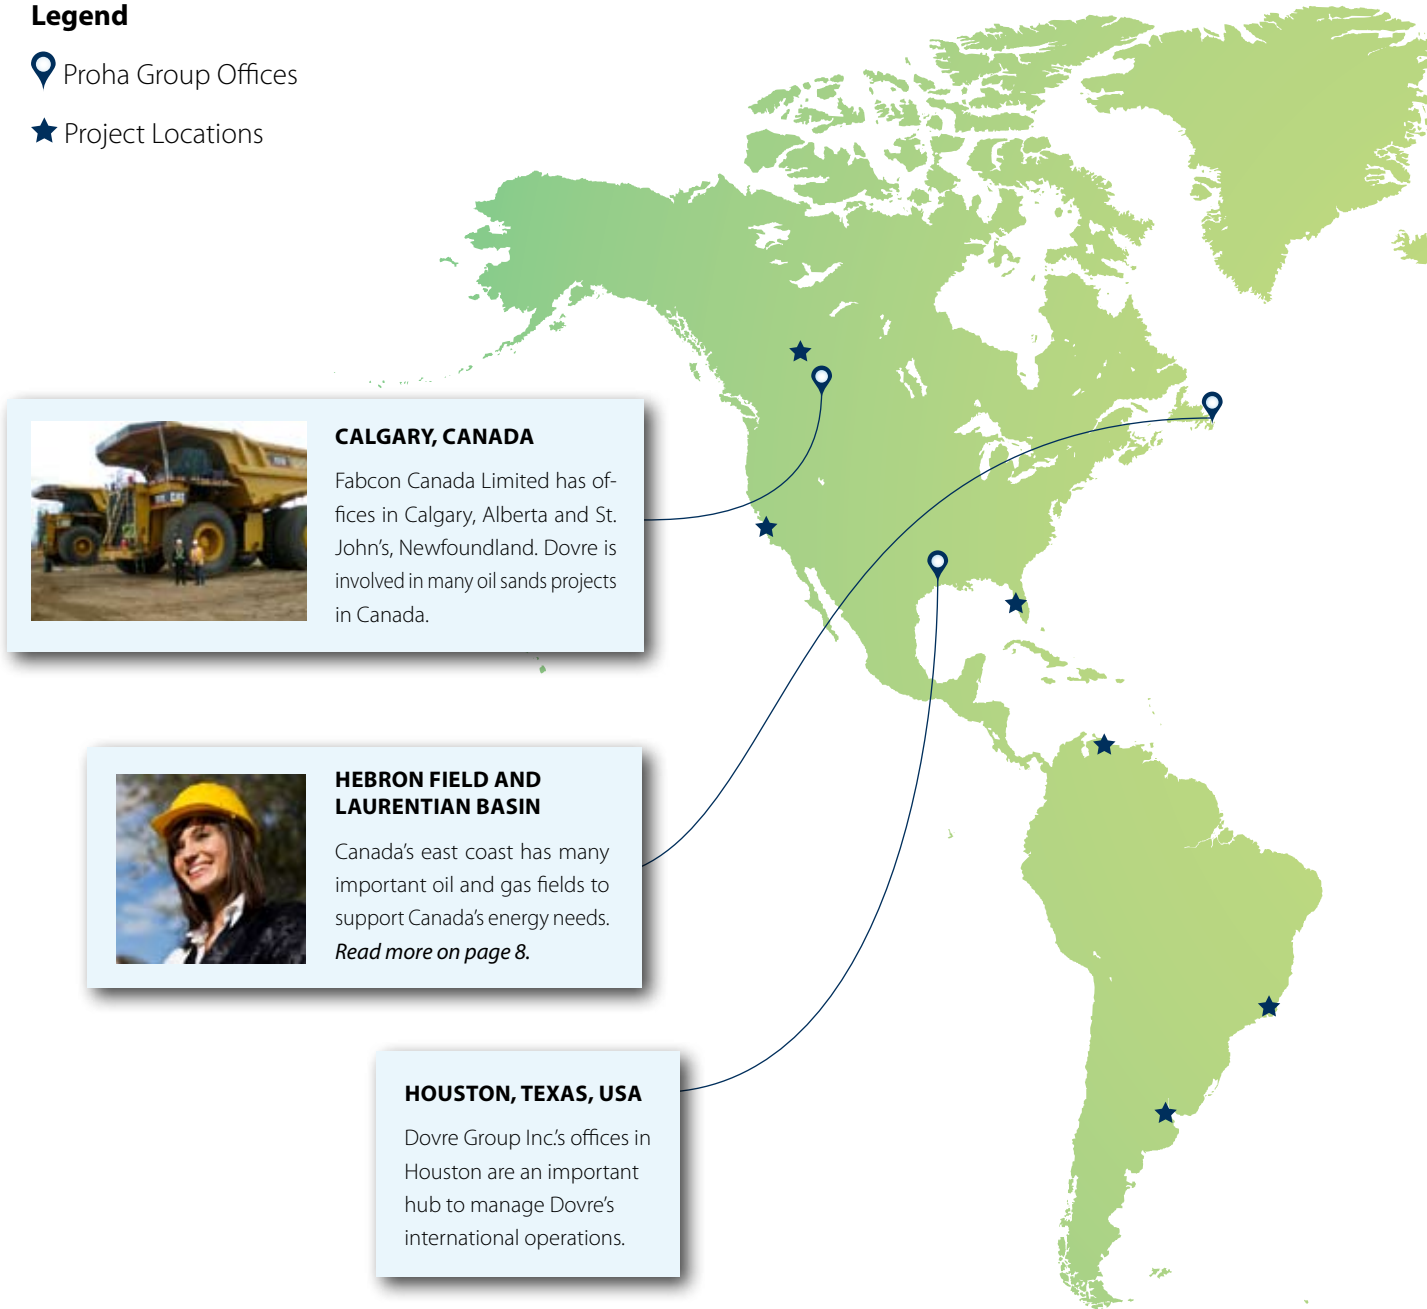 Legend
Proha Group Offices
Project Locations
CALGARY, CANADA
Fabcon Canada Limited has of-
fices in Calgary, Alberta and St.
John's, Newfoundland. Dovre is
involved in many oil sands projects
in Canada.
HEBRON FIELD AND
LAURENTIAN BASIN
Canada's east coast has many
important oil and gas fields to
support Canada's energy needs.
Read more on page 8.
HOUSTON, TEXAS, USA
Dovre Group Inc.'s offices in
Houston are an important
hub to manage Dovre's
international operations.